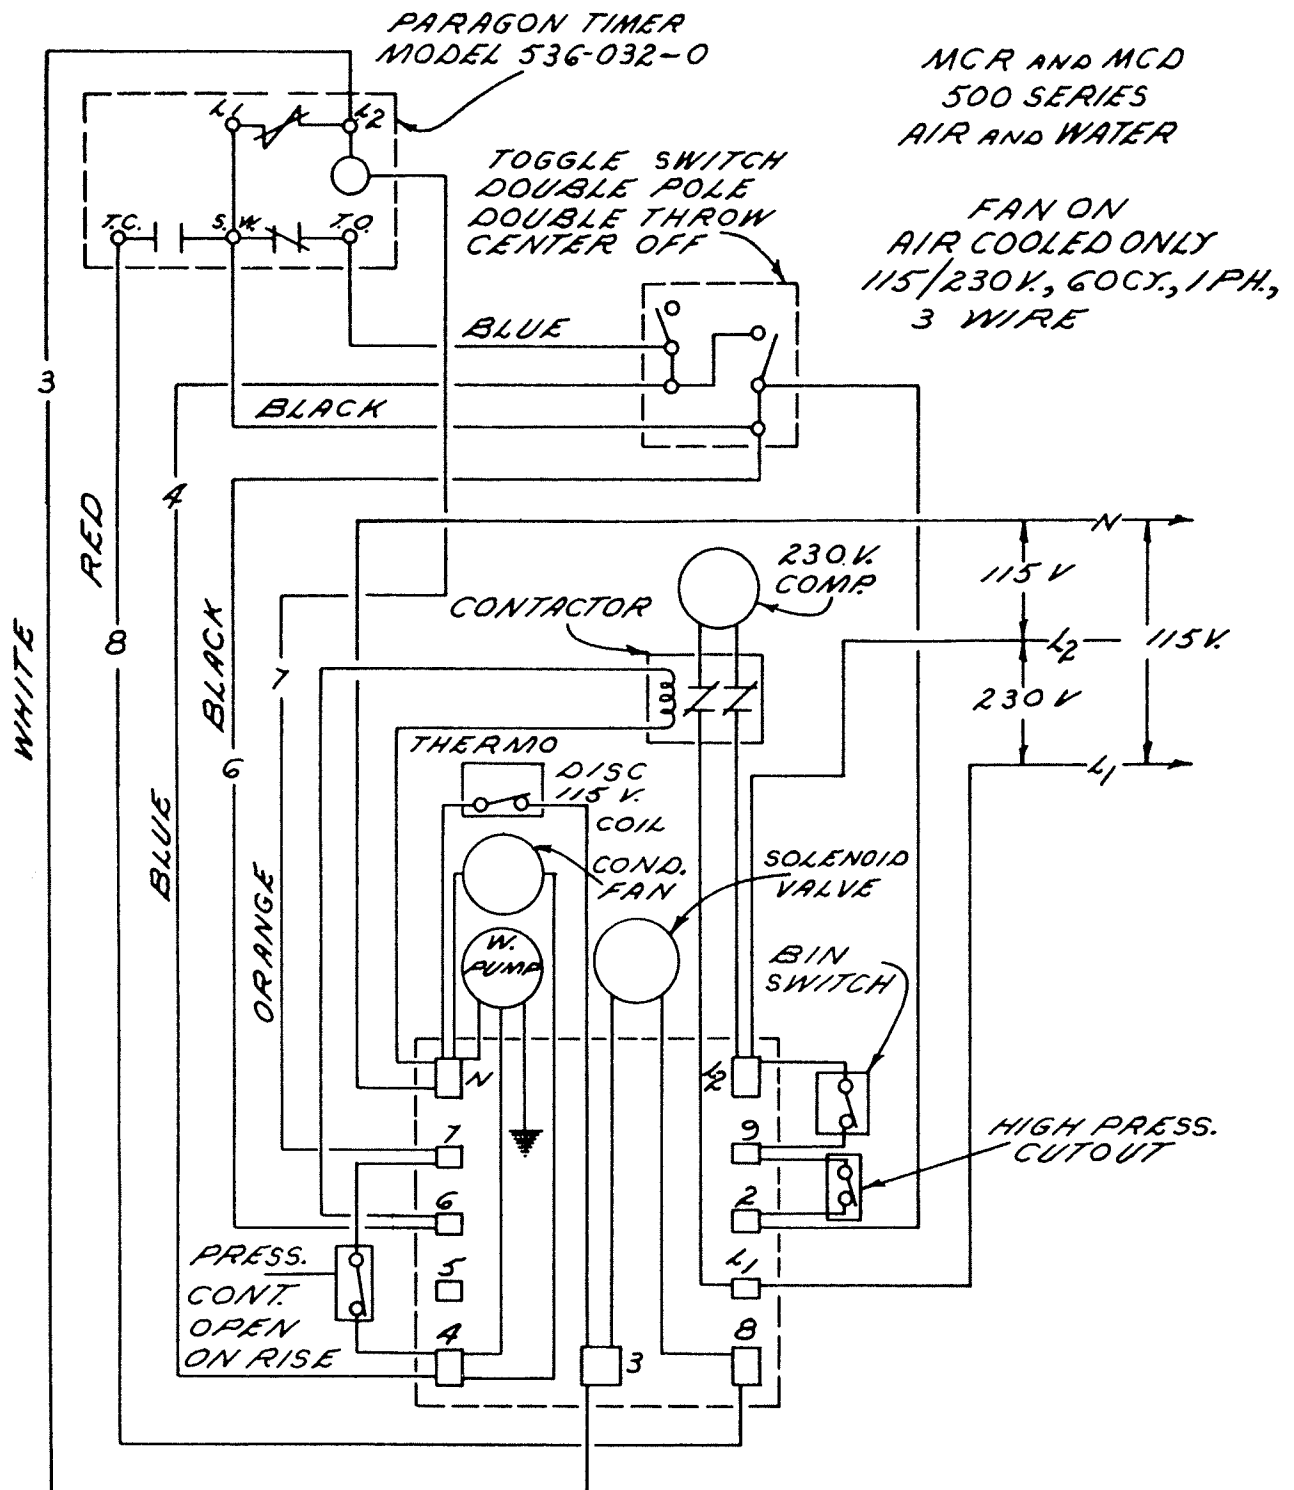 PARAGON TIMER
MODEL 536-032-0
MCR AND MCD
500 SERIES
AIR AND WATER
FAN ON
AIR COOLED ONLY
115/230V., 60CY., 1PH.,
3 WIRE
L1
L2
T.C.
S.W.
T.O.
TOGGLE SWITCH
DOUBLE POLE
DOUBLE THROW
CENTER OFF
BLUE
BLACK
3
WHITE
RED
8
4
BLUE
BLACK
6
7
ORANGE
N
115V
L2
115V.
230V
L1
230V.
COMP.
CONTACTOR
THERMO
DISC
115 V.
COIL
COND.
FAN
W.
PUMP
SOLENOID
VALVE
BIN
SWITCH
HIGH PRESS.
CUTOUT
N
7
6
5
4
L2
9
2
L1
8
3
PRESS.
CONT.
OPEN
ON RISE